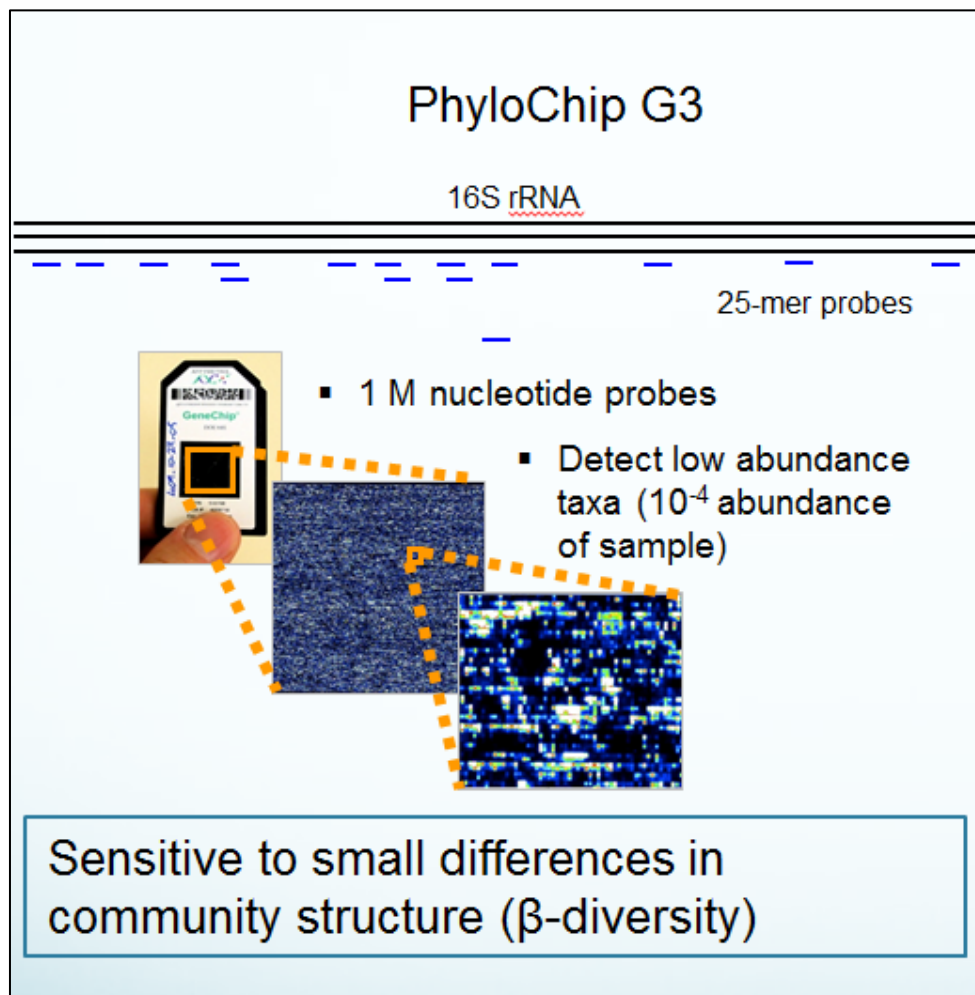 PhyloChip G3
16S rRNA
25-mer probes
GeneChip®
▪ 1 M nucleotide probes
▪ Detect low abundance
taxa (10⁻⁴ abundance
of sample)
Sensitive to small differences in
community structure (β-diversity)